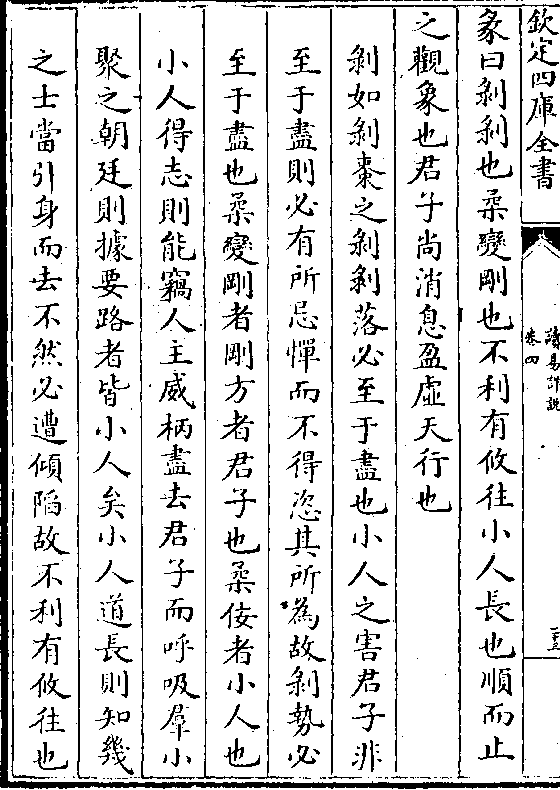 欽定四庫全書
讀易詳說
卷四
彖曰剝剝也柔變剛也不利有攸往小人長也順而止
之觀象也君子尚消息盈虛天行也
剝如剝棗之剝剝落必至于盡也小人之害君子非
至于盡則必有所忌憚而不得恣其所為故剝勢必
至于盡也柔變剛者剛方者君子也柔佞者小人也
小人得志則能竊人主威柄盡去君子而呼吸羣小
聚之朝廷則據要路者皆小人矣小人道長則知幾
之士當引身而去不然必遭傾陷故不利有攸往也